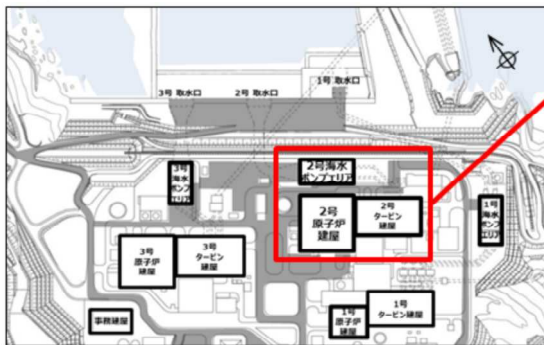 3号 取水口
2号 取水口
1号 取水口
3号
海水
ポンプ
エリア
2号海水
ポンプエリア
1号
海水
ポンプ
エリア
2号
原子炉
建屋
2号
タービン
建屋
3号
原子炉
建屋
3号
タービン
建屋
1号
原子炉
建屋
1号
タービン建屋
事務建屋